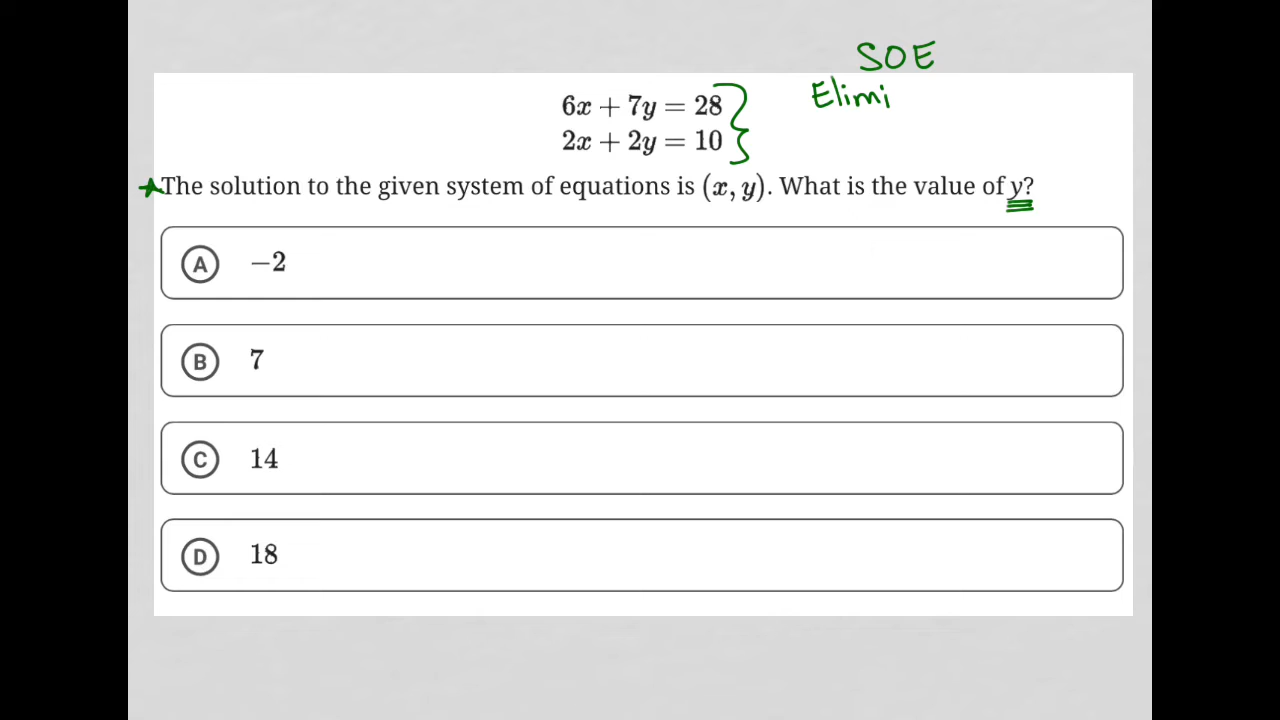 SOE
Elimi
6x + 7y = 28
2x + 2y = 10
The solution to the given system of equations is (x, y). What is the value of y?
A −2
B 7
C 14
D 18